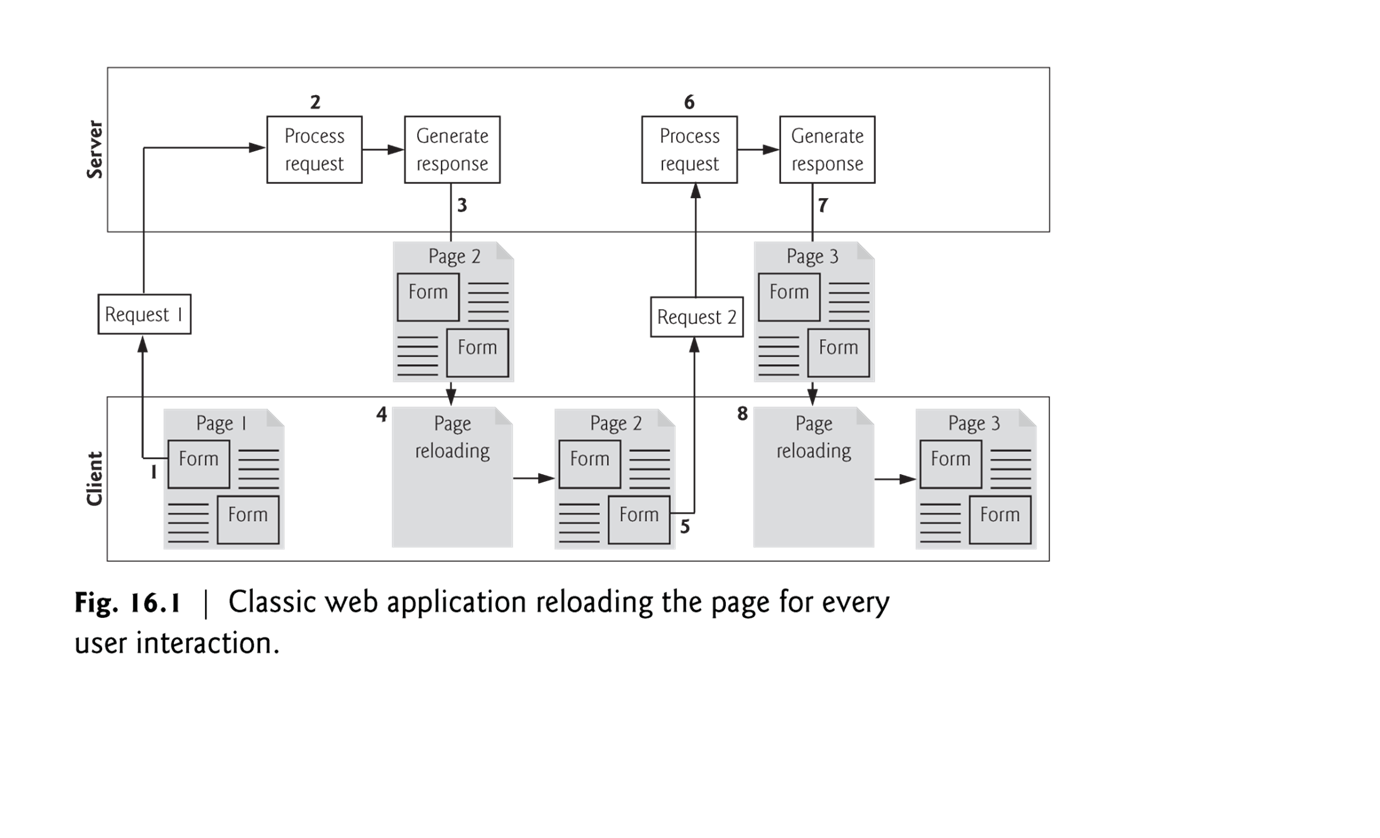 Server
2
Process
request
Generate
response
3
6
Process
request
Generate
response
7
Request 1
Page 2
Form
Form
Request 2
Page 3
Form
Form
Client
Page 1
1
Form
Form
4
Page
reloading
Page 2
Form
Form
5
8
Page
reloading
Page 3
Form
Form
Fig. 16.1 | Classic web application reloading the page for every
user interaction.